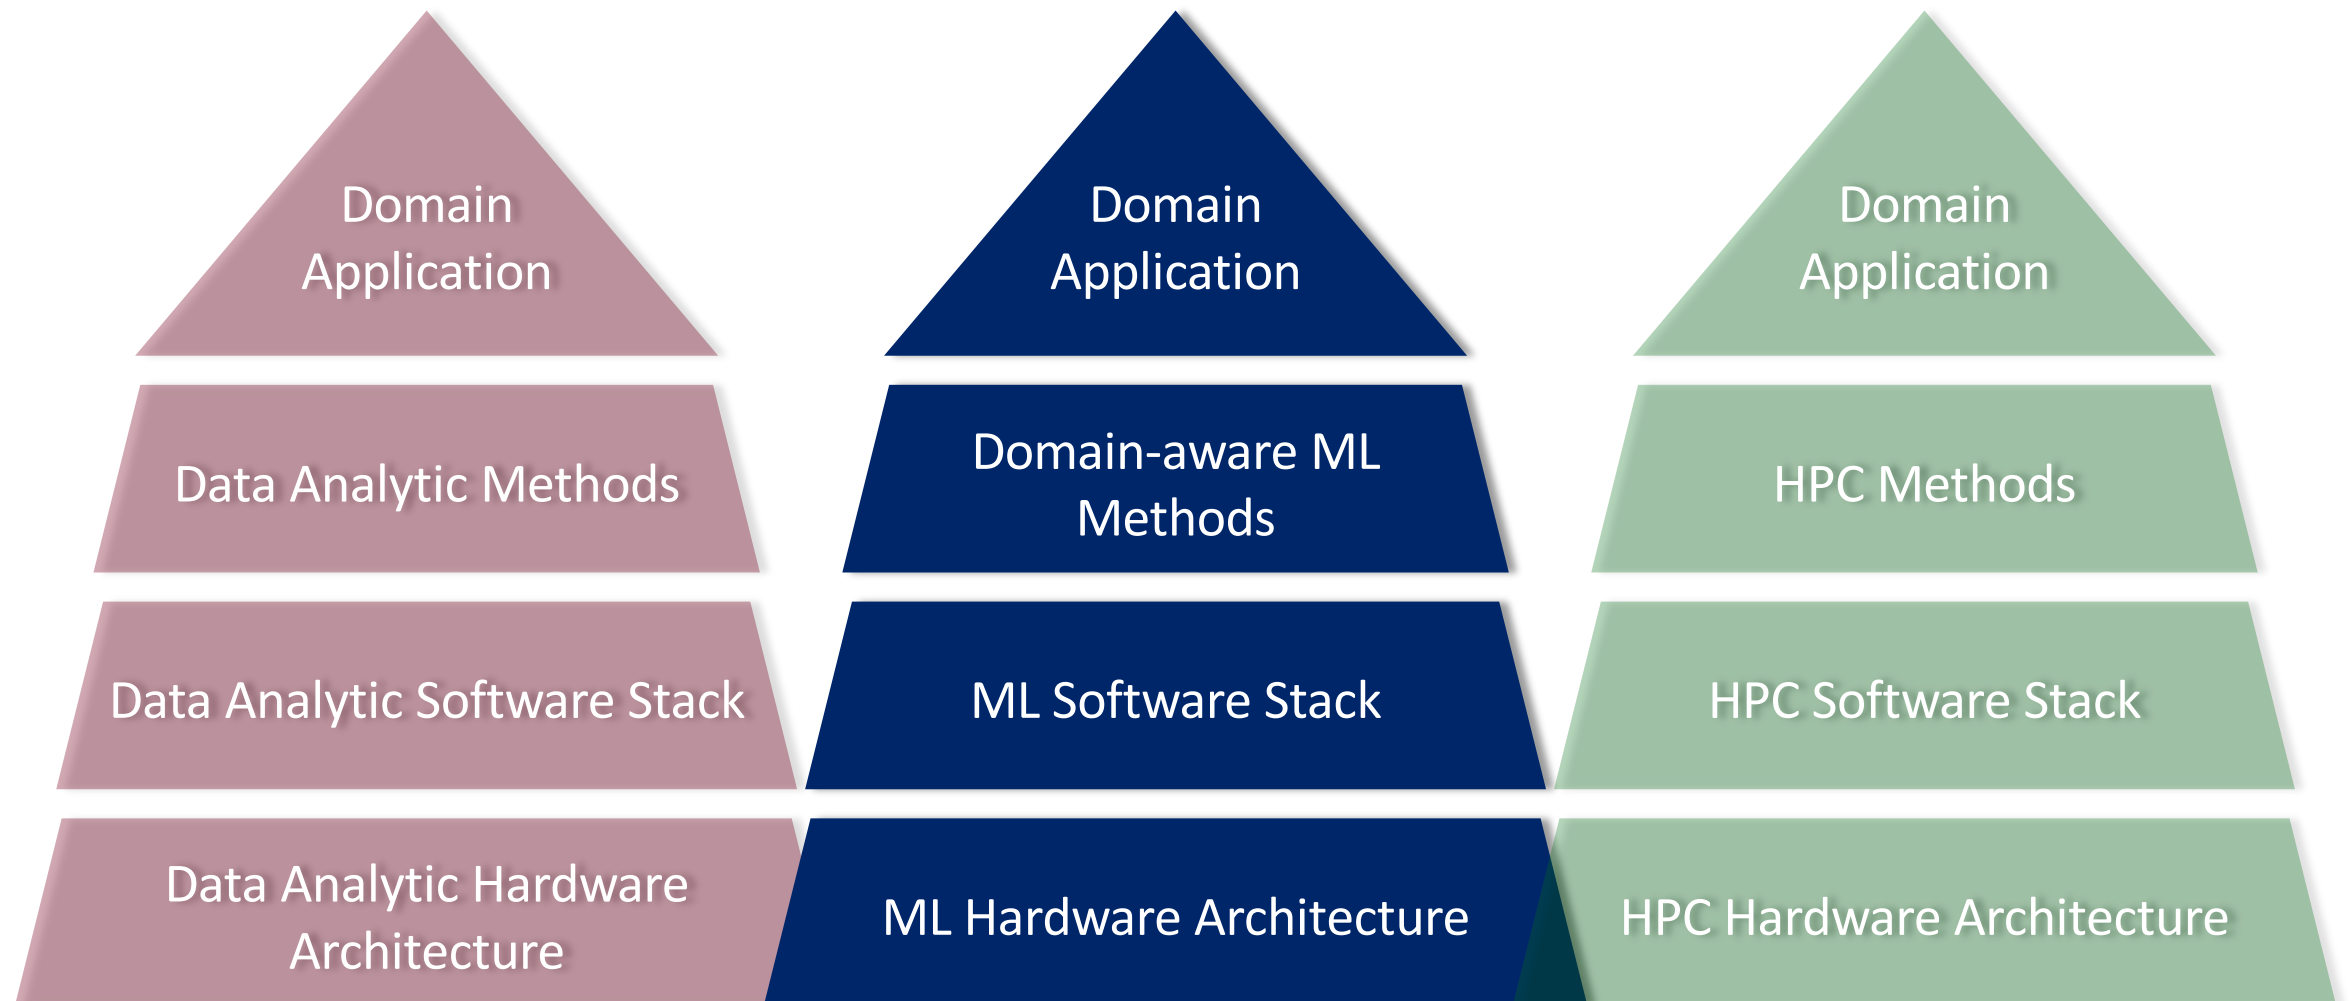 Domain
Application
Data Analytic Methods
Data Analytic Software Stack
Data Analytic Hardware
Architecture
Domain
Application
Domain-aware ML
Methods
ML Software Stack
ML Hardware Architecture
Domain
Application
HPC Methods
HPC Software Stack
HPC Hardware Architecture